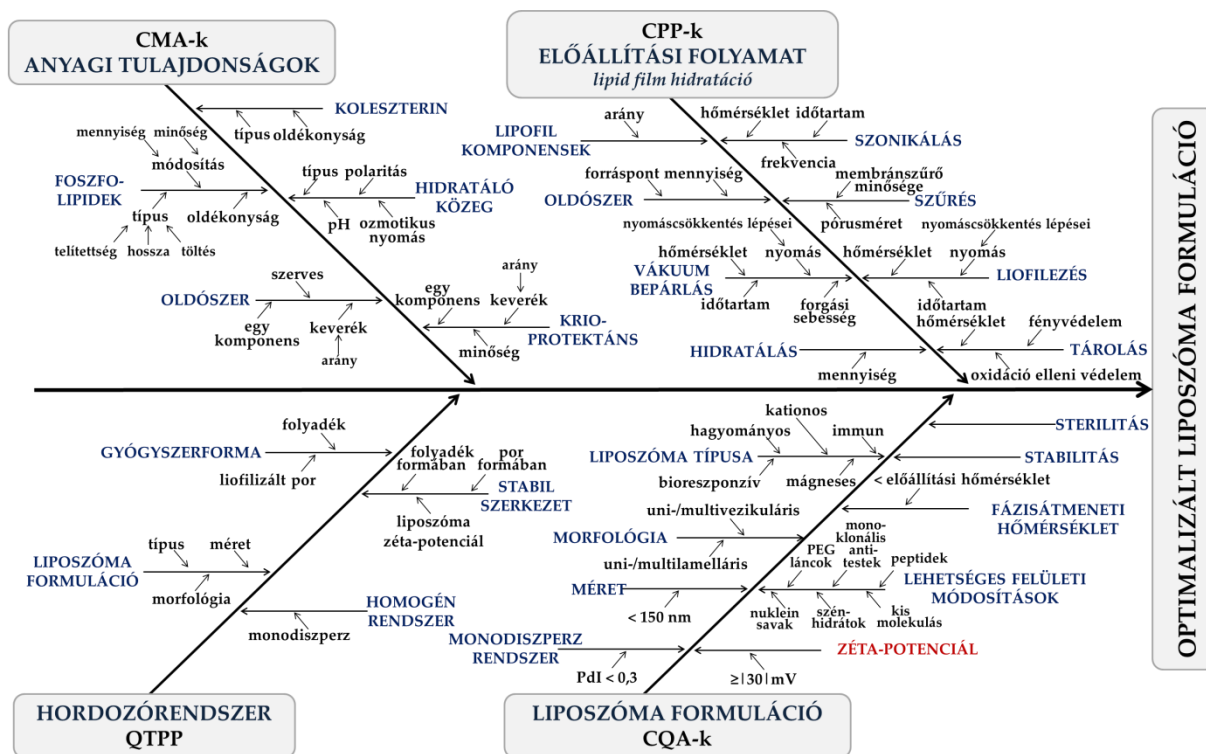 CMA-k
ANYAGI TULAJDONSÁGOK
KOLESZTERIN
típus oldékonyság
mennyiség minőség
módosítás
FOSZFO-
LIPIDEK
oldékonyság
típus
telítettség hossza töltés
típus polaritás
HIDRATÁLÓ
KÖZEG
pH ozmotikus
nyomás
szerves
OLDÓSZER
egy
komponens
keverék
arány
arány
egy
komponens
keverék
KRIO-
PROTEKTÁNS
minőség
CPP-k
ELŐÁLLÍTÁSI FOLYAMAT
lipid film hidratáció
arány
LIPOFIL
KOMPONENSEK
hőmérséklet időtartam
SZONIKÁLÁS
frekvencia
forráspont mennyiség
OLDÓSZER
membránszűrő
minősége
SZŰRÉS
pórusméret
nyomáscsökkentés lépései
hőmérséklet nyomás
VÁKUUM
BEPÁRLÁS
időtartam forgási
sebesség
nyomáscsökkentés lépései
hőmérséklet nyomás
LIOFILEZÉS
időtartam
HIDRATÁLÁS
mennyiség
hőmérséklet fényvédelem
TÁROLÁS
oxidáció elleni védelem
OPTIMALIZÁLT LIPOSZÓMA FORMULÁCIÓ
folyadék
GYÓGYSZERFORMA
liofilizált por
folyadék
formában
por
formában
STABIL
SZERKEZET
liposzóma
zéta-potenciál
típus méret
LIPOSZÓMA
FORMULÁCIÓ
morfológia
HOMOGÉN
RENDSZER
monodiszperz
HORDOZÓRENDSZER
QTPP
STERILITÁS
kationos
hagyományos immun
LIPOSZÓMA TÍPUSA
bioreszponzív mágneses
STABILITÁS
< előállítási hőmérséklet
FÁZISÁTMENETI
HŐMÉRSÉKLET
uni-/multivezikuláris
MORFOLÓGIA
uni-/multilamelláris
MÉRET
< 150 nm
PEG
láncok
mono-
klonális
anti-
testek
peptidek
LEHETSÉGES FELÜLETI
MÓDOSÍTÁSOK
nuklein
savak
szén-
hidrátok
kis
molekulás
MONODISZPERZ
RENDSZER
PdI < 0,3
ZÉTA-POTENCIÁL
≥|30|mV
LIPOSZÓMA FORMULÁCIÓ
CQA-k